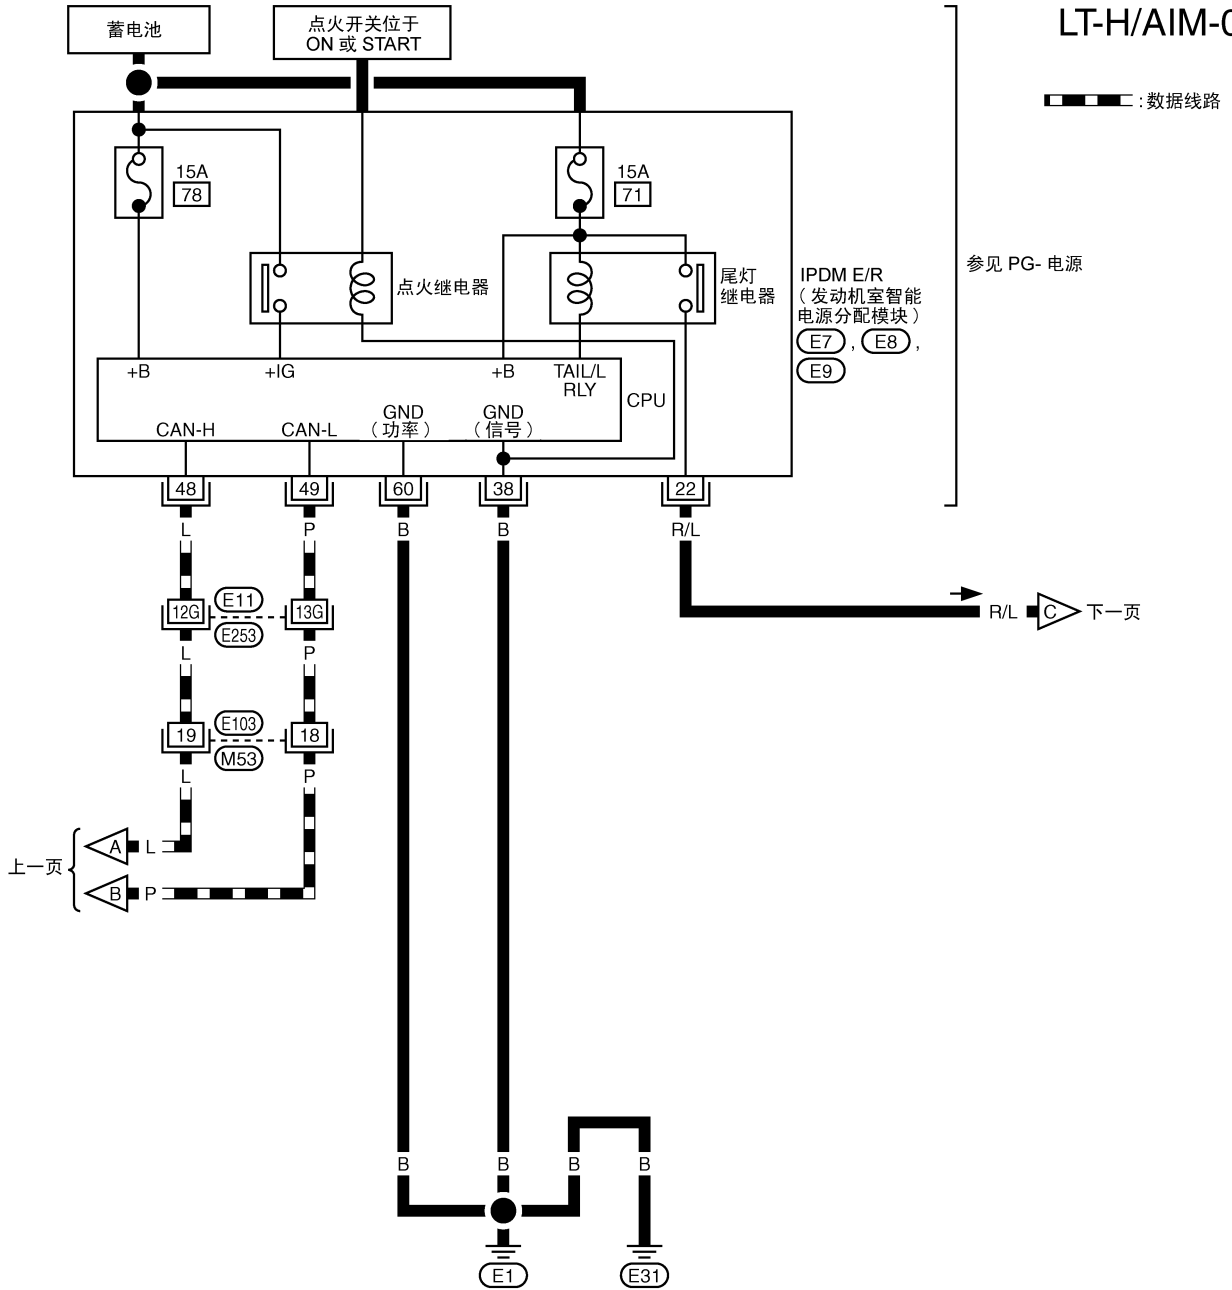 蓄电池
点火开关位于
ON 或 START
LT-H/AIM-0
: 数据线路
15A
78
15A
71
点火继电器
尾灯
继电器
IPDM E/R
（发动机室智能
电源分配模块）
E7 , E8 ,
E9
参见 PG- 电源
+B
+IG
+B
TAIL/L
RLY
CPU
CAN-H
CAN-L
GND
（功率）
GND
（信号）
48
49
60
38
22
L
P
B
B
R/L
12G
E11
E253
13G
R/L
C
下一页
L
P
19
E103
M53
18
L
P
上一页
A
L
B
P
B
B
B
B
E1
E31